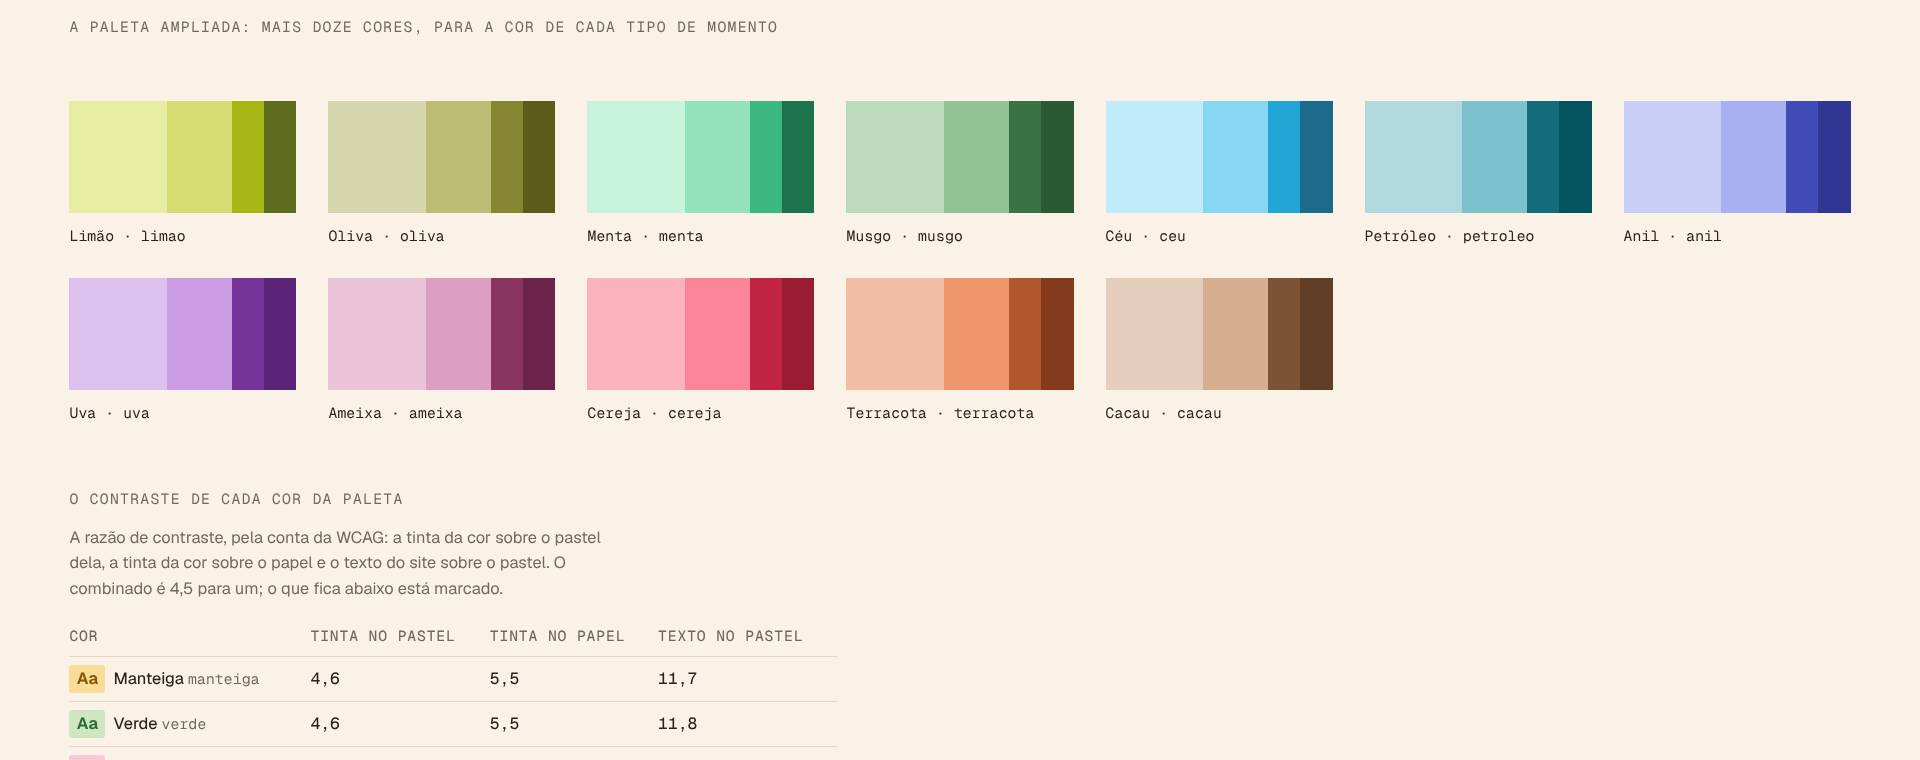 A PALETA AMPLIADA: MAIS DOZE CORES, PARA A COR DE CADA TIPO DE MOMENTO
Limão · limao
Oliva · oliva
Menta · menta
Musgo · musgo
Céu · ceu
Petróleo · petroleo
Anil · anil
Uva · uva
Ameixa · ameixa
Cereja · cereja
Terracota · terracota
Cacau · cacau
O CONTRASTE DE CADA COR DA PALETA
A razão de contraste, pela conta da WCAG: a tinta da cor sobre o pastel
dela, a tinta da cor sobre o papel e o texto do site sobre o pastel. O
combinado é 4,5 para um; o que fica abaixo está marcado.
COR TINTA NO PASTEL TINTA NO PAPEL TEXTO NO PASTEL
Aa Manteiga manteiga 4,6 5,5 11,7
Aa Verde verde 4,6 5,5 11,8